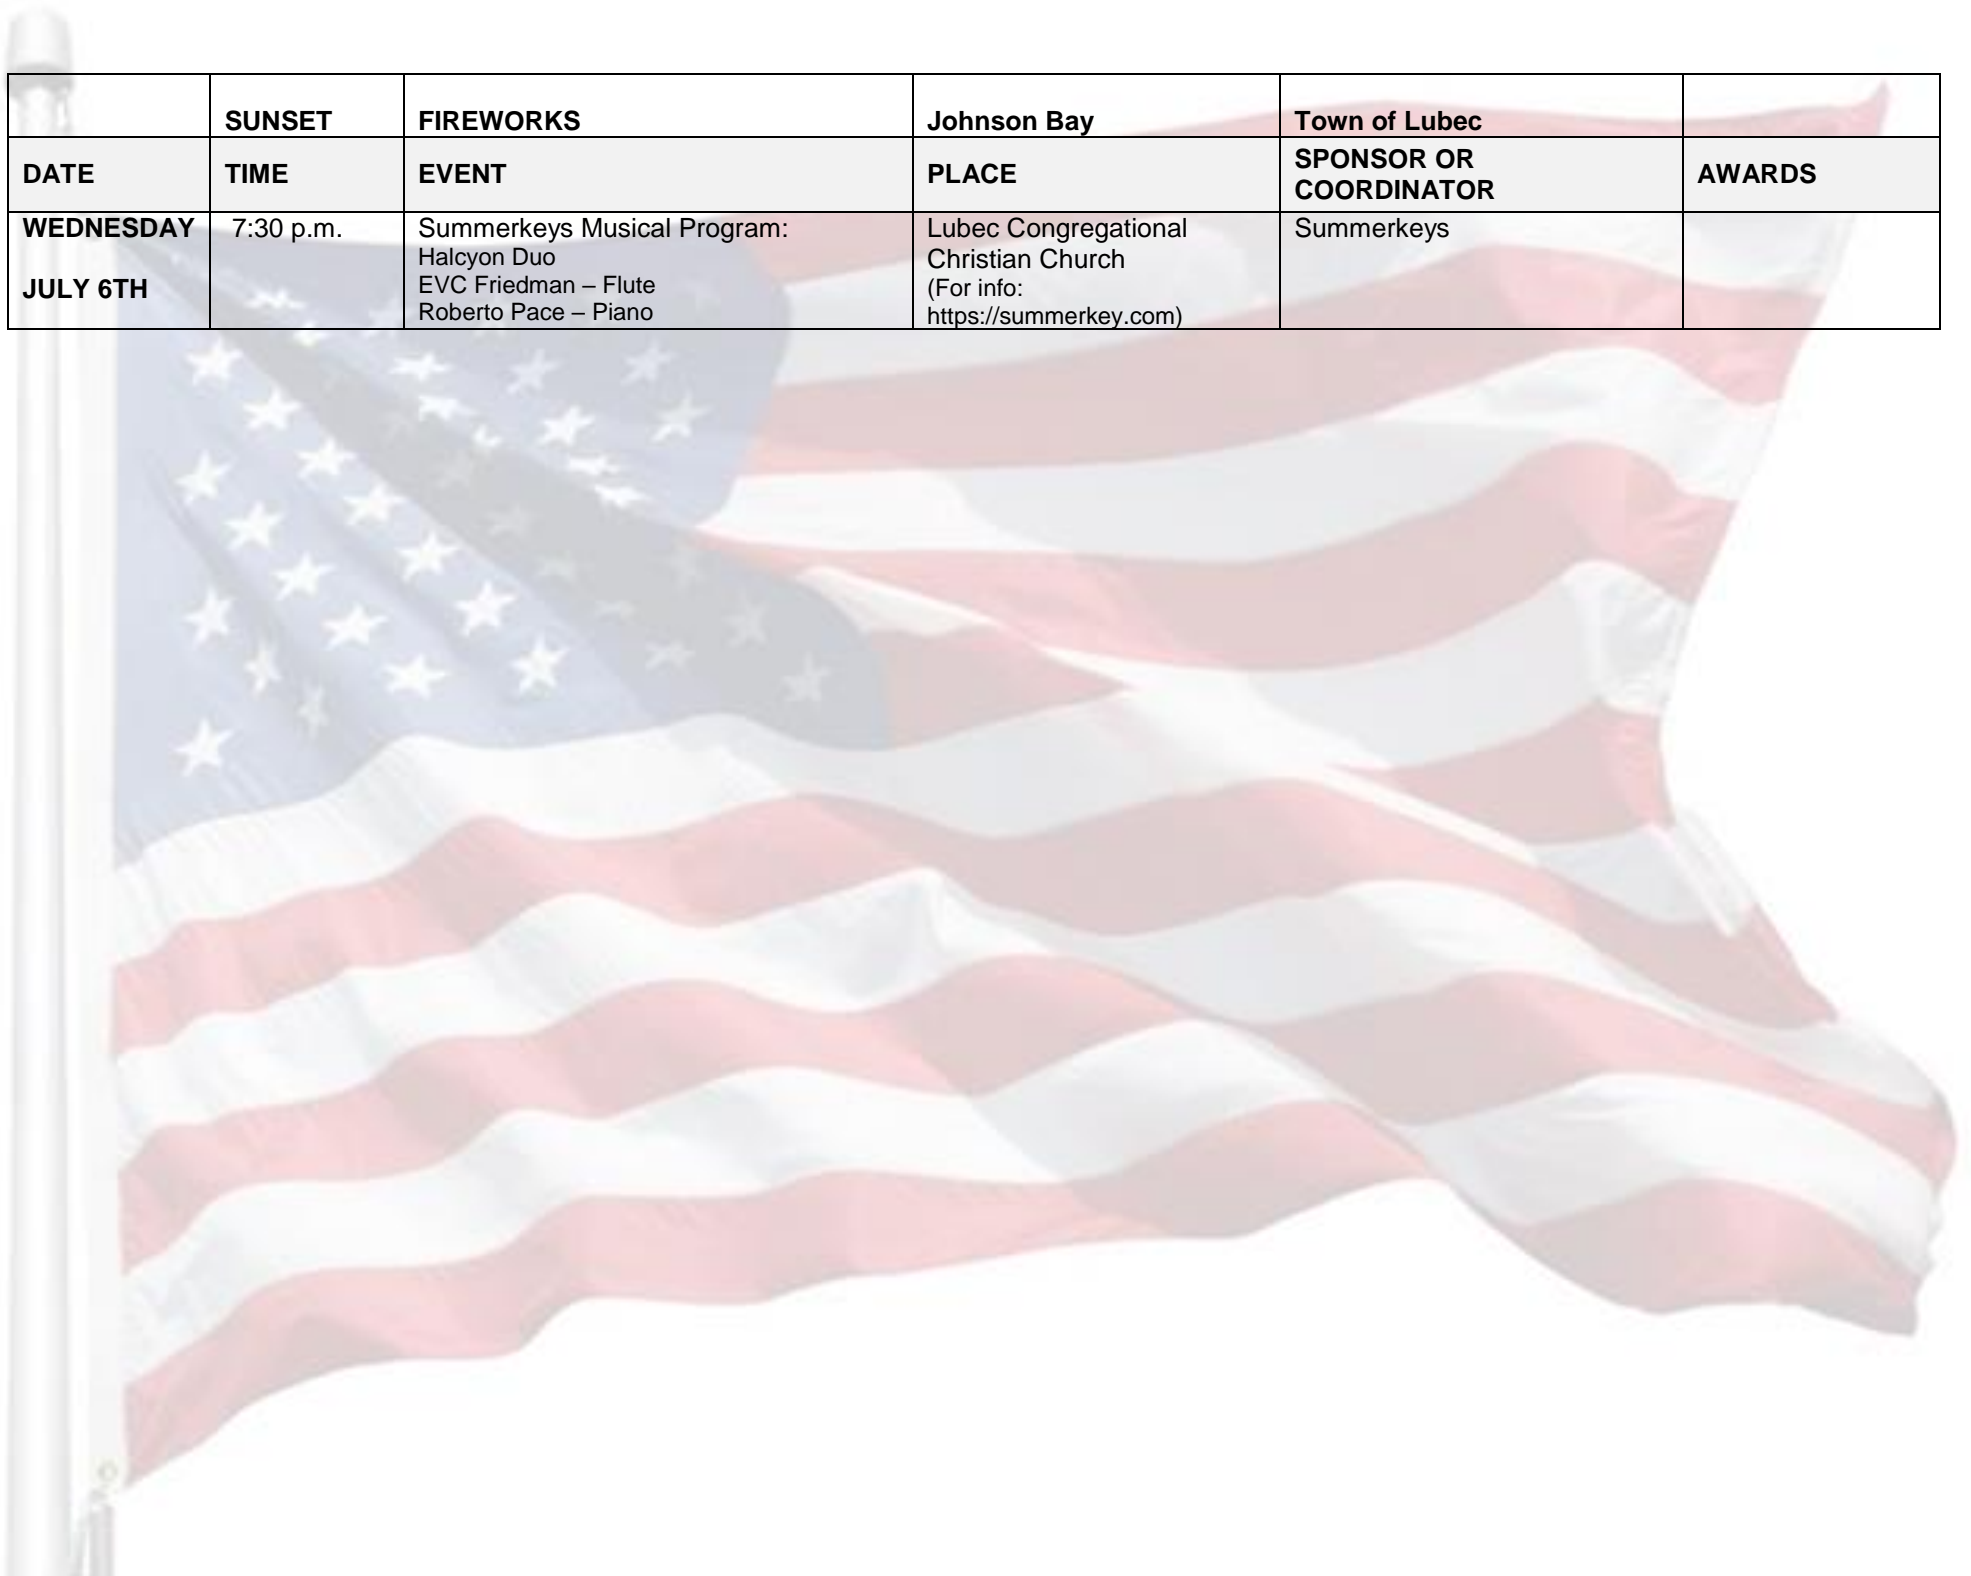 SUNSET FIREWORKS Johnson Bay Town of Lubec
DATE TIME EVENT PLACE SPONSOR OR COORDINATOR AWARDS
WEDNESDAY
JULY 6TH
7:30 p.m.
Summerkeys Musical Program:
Halcyon Duo
EVC Friedman – Flute
Roberto Pace – Piano
Lubec Congregational
Christian Church
(For info:
https://summerkey.com)
Summerkeys